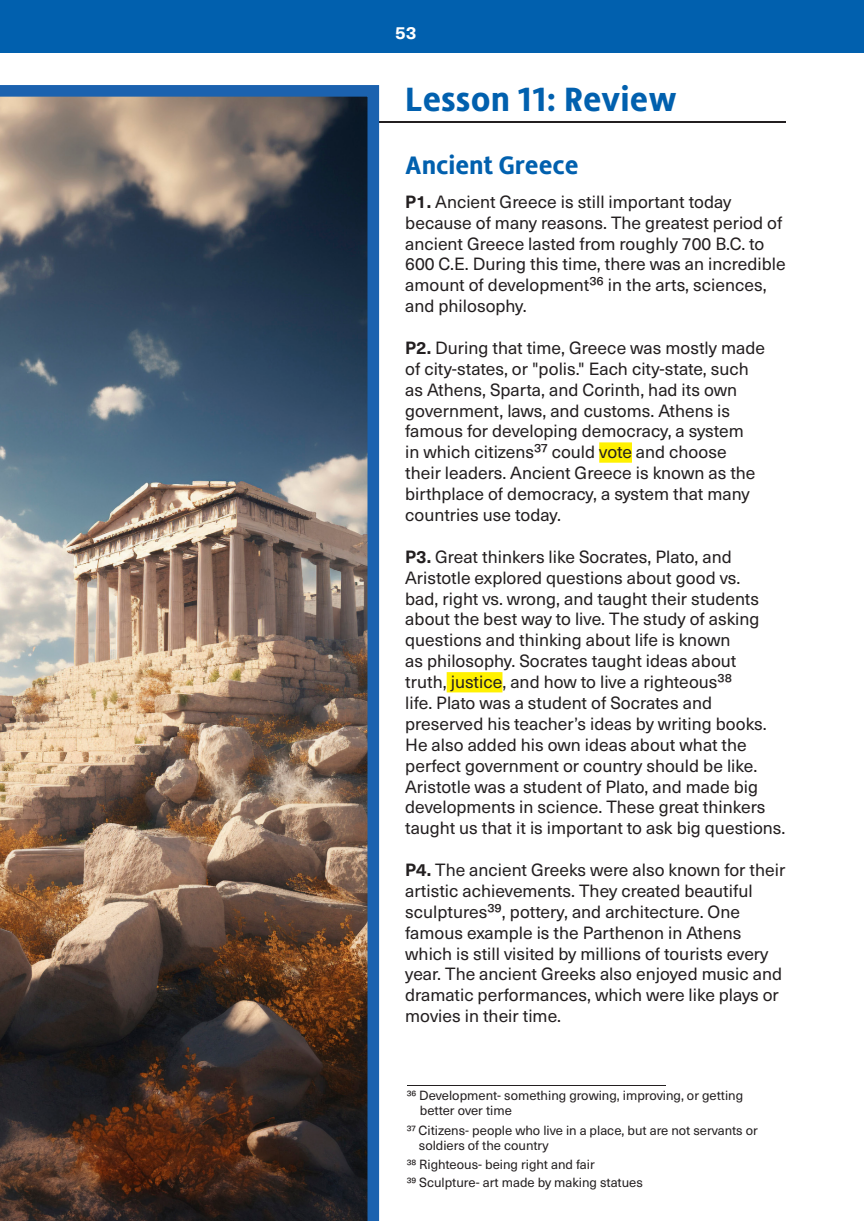 53
Lesson 11: Review
Ancient Greece
P1. Ancient Greece is still important today
because of many reasons. The greatest period of
ancient Greece lasted from roughly 700 B.C. to
600 C.E. During this time, there was an incredible
amount of development³⁶ in the arts, sciences,
and philosophy.
P2. During that time, Greece was mostly made
of city-states, or "polis." Each city-state, such
as Athens, Sparta, and Corinth, had its own
government, laws, and customs. Athens is
famous for developing democracy, a system
in which citizens³⁷ could vote and choose
their leaders. Ancient Greece is known as the
birthplace of democracy, a system that many
countries use today.
P3. Great thinkers like Socrates, Plato, and
Aristotle explored questions about good vs.
bad, right vs. wrong, and taught their students
about the best way to live. The study of asking
questions and thinking about life is known
as philosophy. Socrates taught ideas about
truth, justice, and how to live a righteous³⁸
life. Plato was a student of Socrates and
preserved his teacher’s ideas by writing books.
He also added his own ideas about what the
perfect government or country should be like.
Aristotle was a student of Plato, and made big
developments in science. These great thinkers
taught us that it is important to ask big questions.
P4. The ancient Greeks were also known for their
artistic achievements. They created beautiful
sculptures³⁹, pottery, and architecture. One
famous example is the Parthenon in Athens
which is still visited by millions of tourists every
year. The ancient Greeks also enjoyed music and
dramatic performances, which were like plays or
movies in their time.
³⁶ Development- something growing, improving, or getting
better over time
³⁷ Citizens- people who live in a place, but are not servants or
soldiers of the country
³⁸ Righteous- being right and fair
³⁹ Sculpture- art made by making statues